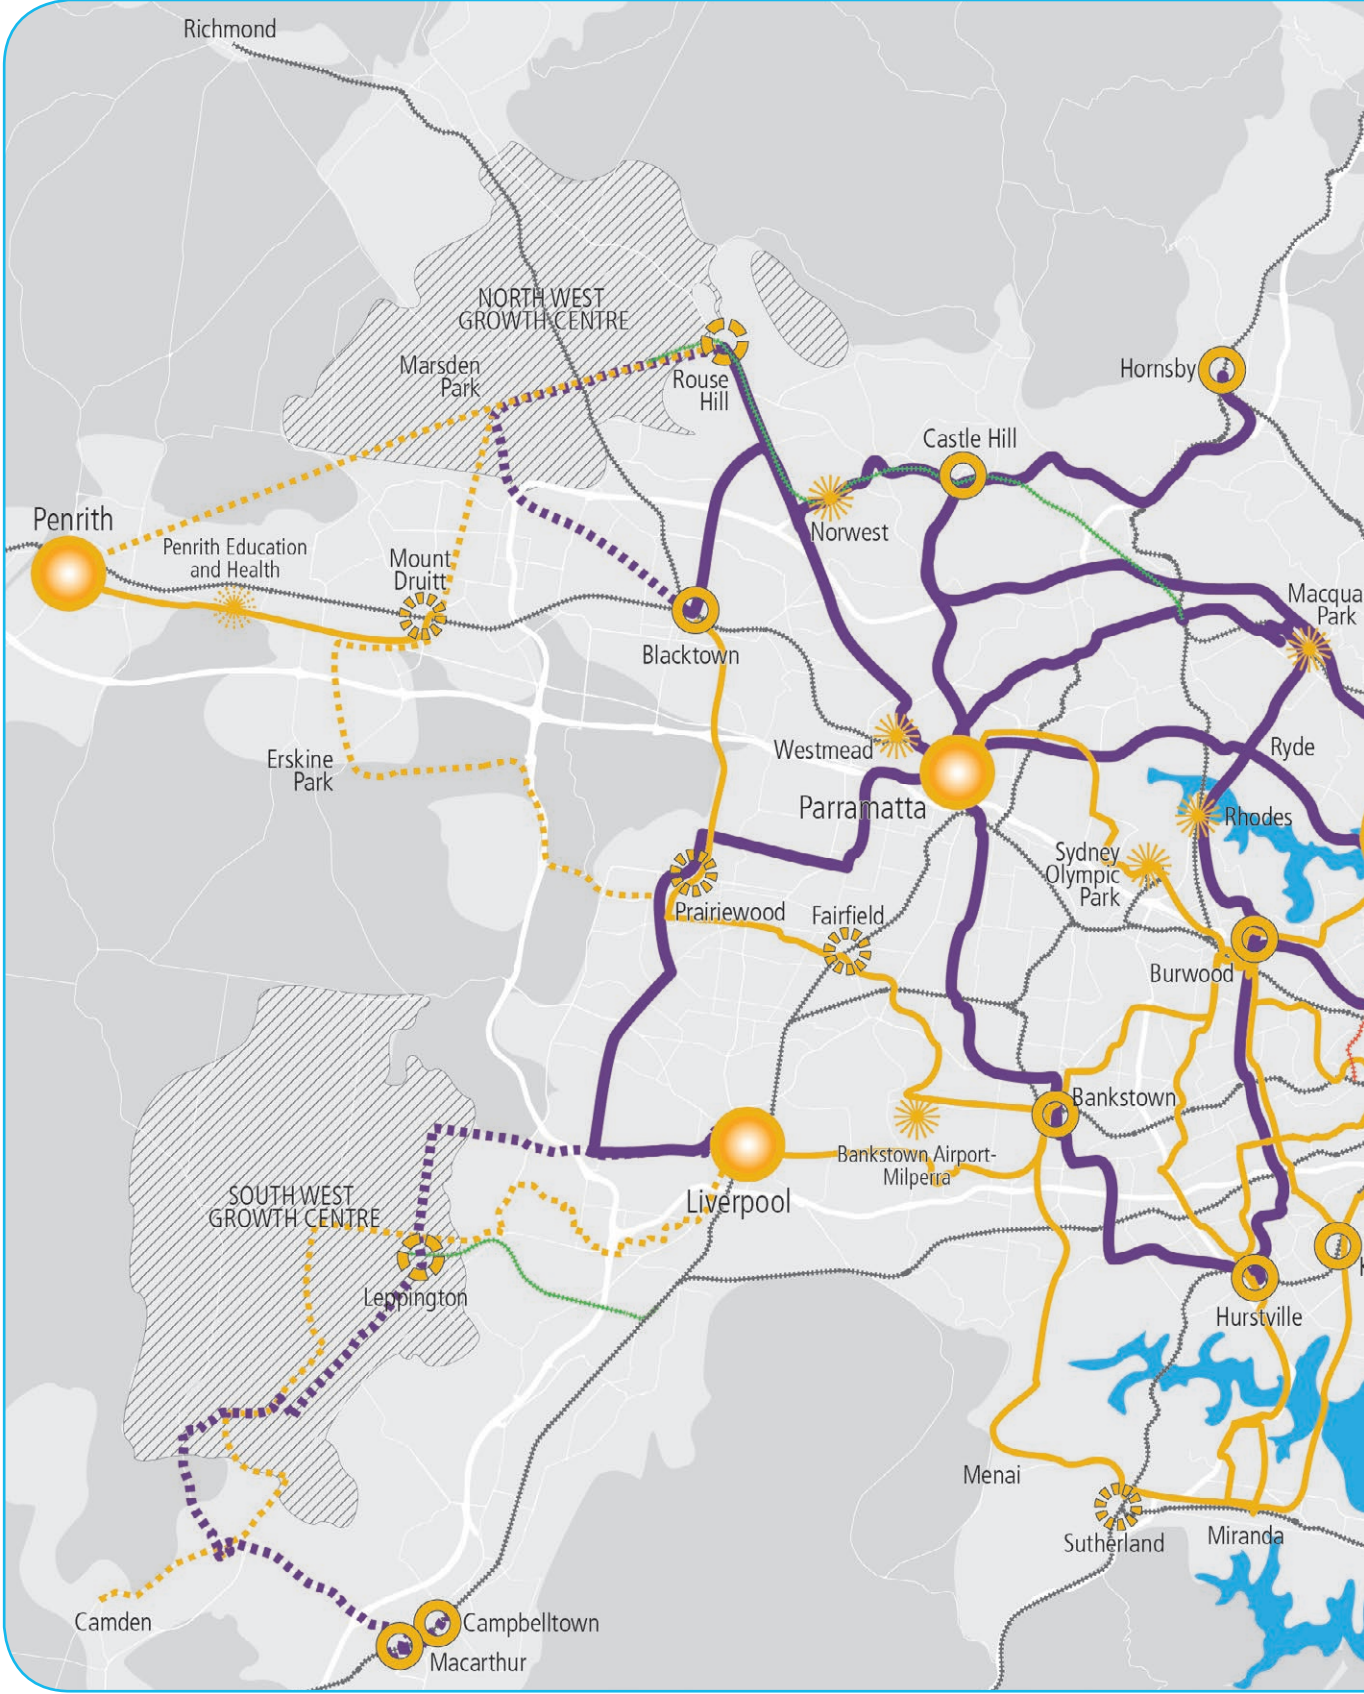 Richmond
NORTH WEST
GROWTH CENTRE
Marsden
Park
Rouse
Hill
Hornsby
Castle Hill
Norwest
Penrith
Penrith Education
and Health
Mount
Druitt
Blacktown
Macqua
Park
Westmead
Ryde
Erskine
Park
Parramatta
Rhodes
Sydney
Olympic
Park
Prairiewood
Fairfield
Burwood
Bankstown
Bankstown Airport-
Milperra
SOUTH WEST
GROWTH CENTRE
Liverpool
K
Leppington
Hurstville
Menai
Sutherland
Miranda
Camden
Campbelltown
Macarthur